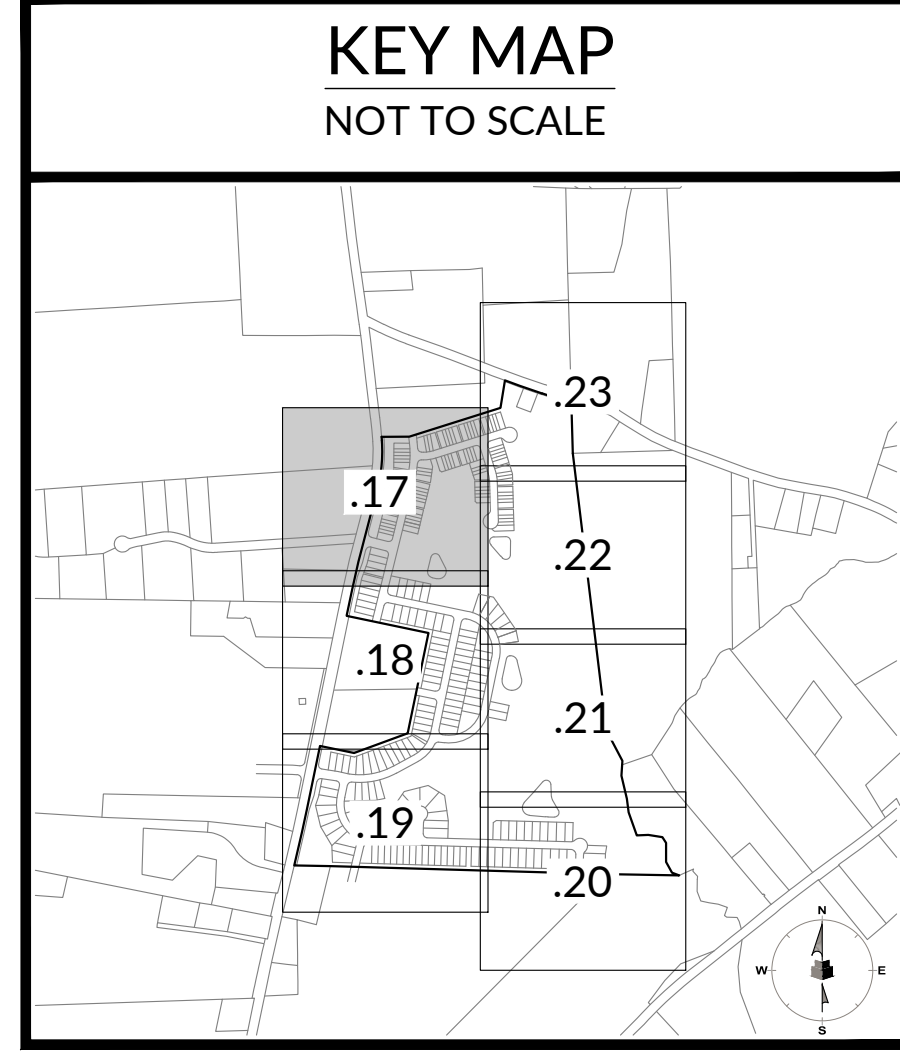 KEY MAP
NOT TO SCALE
.23
.17
.22
.18
.21
.19
.20
N
W
E
S